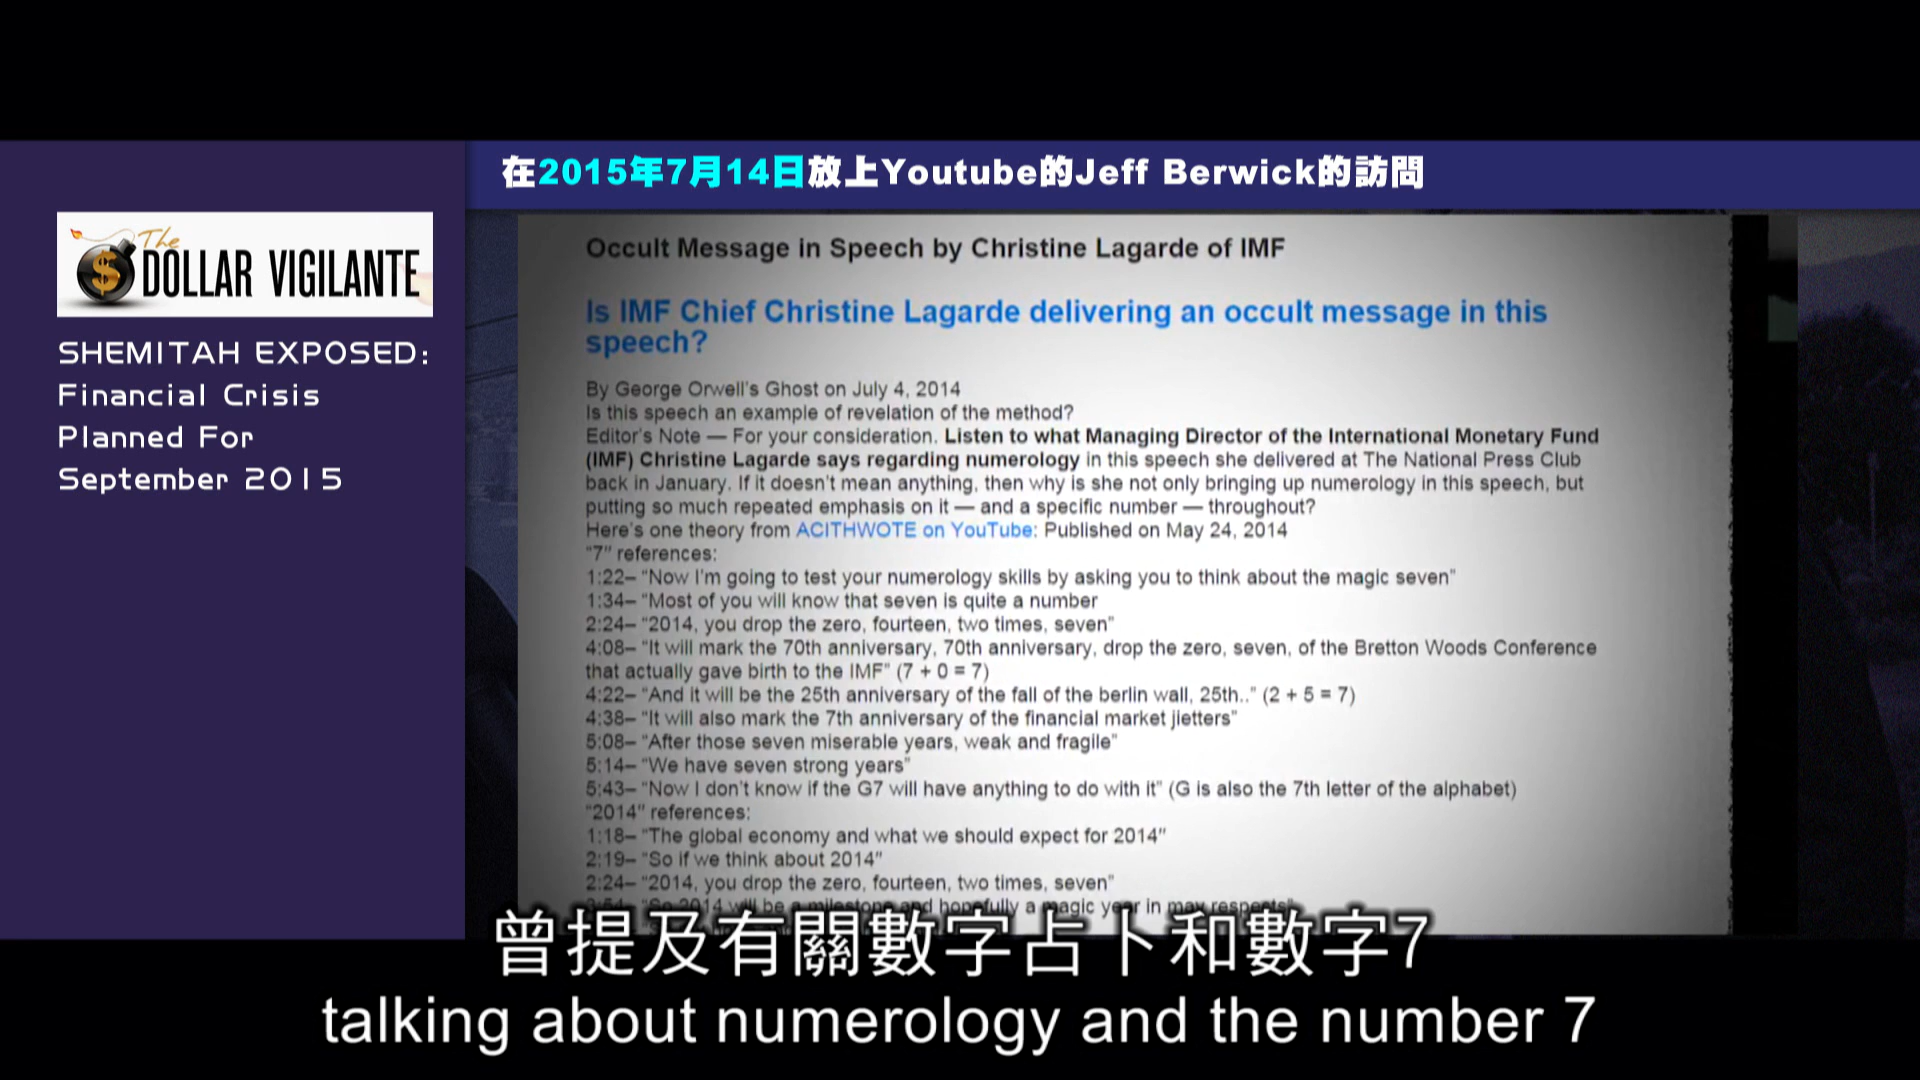 在2015年7月14日放上Youtube的Jeff Berwick的訪問
The
DOLLAR VIGILANTE
SHEMITAH EXPOSED:
Financial Crisis
Planned For
September 2015
Occult Message in Speech by Christine Lagarde of IMF
Is IMF Chief Christine Lagarde delivering an occult message in this
speech?
By George Orwell's Ghost on July 4, 2014
Is this speech an example of revelation of the method?
Editor's Note — For your consideration. Listen to what Managing Director of the International Monetary Fund
(IMF) Christine Lagarde says regarding numerology in this speech she delivered at The National Press Club
back in January. If it doesn't mean anything, then why is she not only bringing up numerology in this speech, but
putting so much repeated emphasis on it — and a specific number — throughout?
Here's one theory from ACITHWOTE on YouTube: Published on May 24, 2014
"7" references:
1:22– "Now I'm going to test your numerology skills by asking you to think about the magic seven"
1:34– "Most of you will know that seven is quite a number
2:24– "2014, you drop the zero, fourteen, two times, seven"
4:08– "It will mark the 70th anniversary, 70th anniversary, drop the zero, seven, of the Bretton Woods Conference
that actually gave birth to the IMF" (7 + 0 = 7)
4:22– "And it will be the 25th anniversary of the fall of the berlin wall, 25th.." (2 + 5 = 7)
4:38– "It will also mark the 7th anniversary of the financial market jietters"
5:08– "After those seven miserable years, weak and fragile"
5:14– "We have seven strong years"
5:43– "Now I don't know if the G7 will have anything to do with it" (G is also the 7th letter of the alphabet)
"2014" references:
1:18– "The global economy and what we should expect for 2014"
2:19– "So if we think about 2014"
2:24– "2014, you drop the zero, fourteen, two times, seven"
"So 2014 will be a milestone and hopefully a magic year in may respects"
曾提及有關數字占卜和數字7
talking about numerology and the number 7